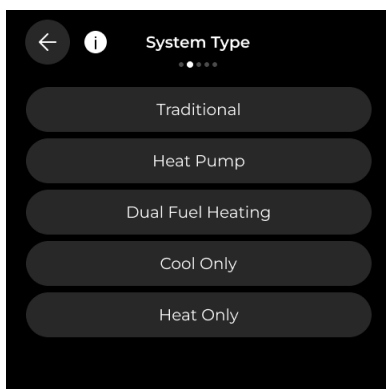 i
System Type
Traditional
Heat Pump
Dual Fuel Heating
Cool Only
Heat Only